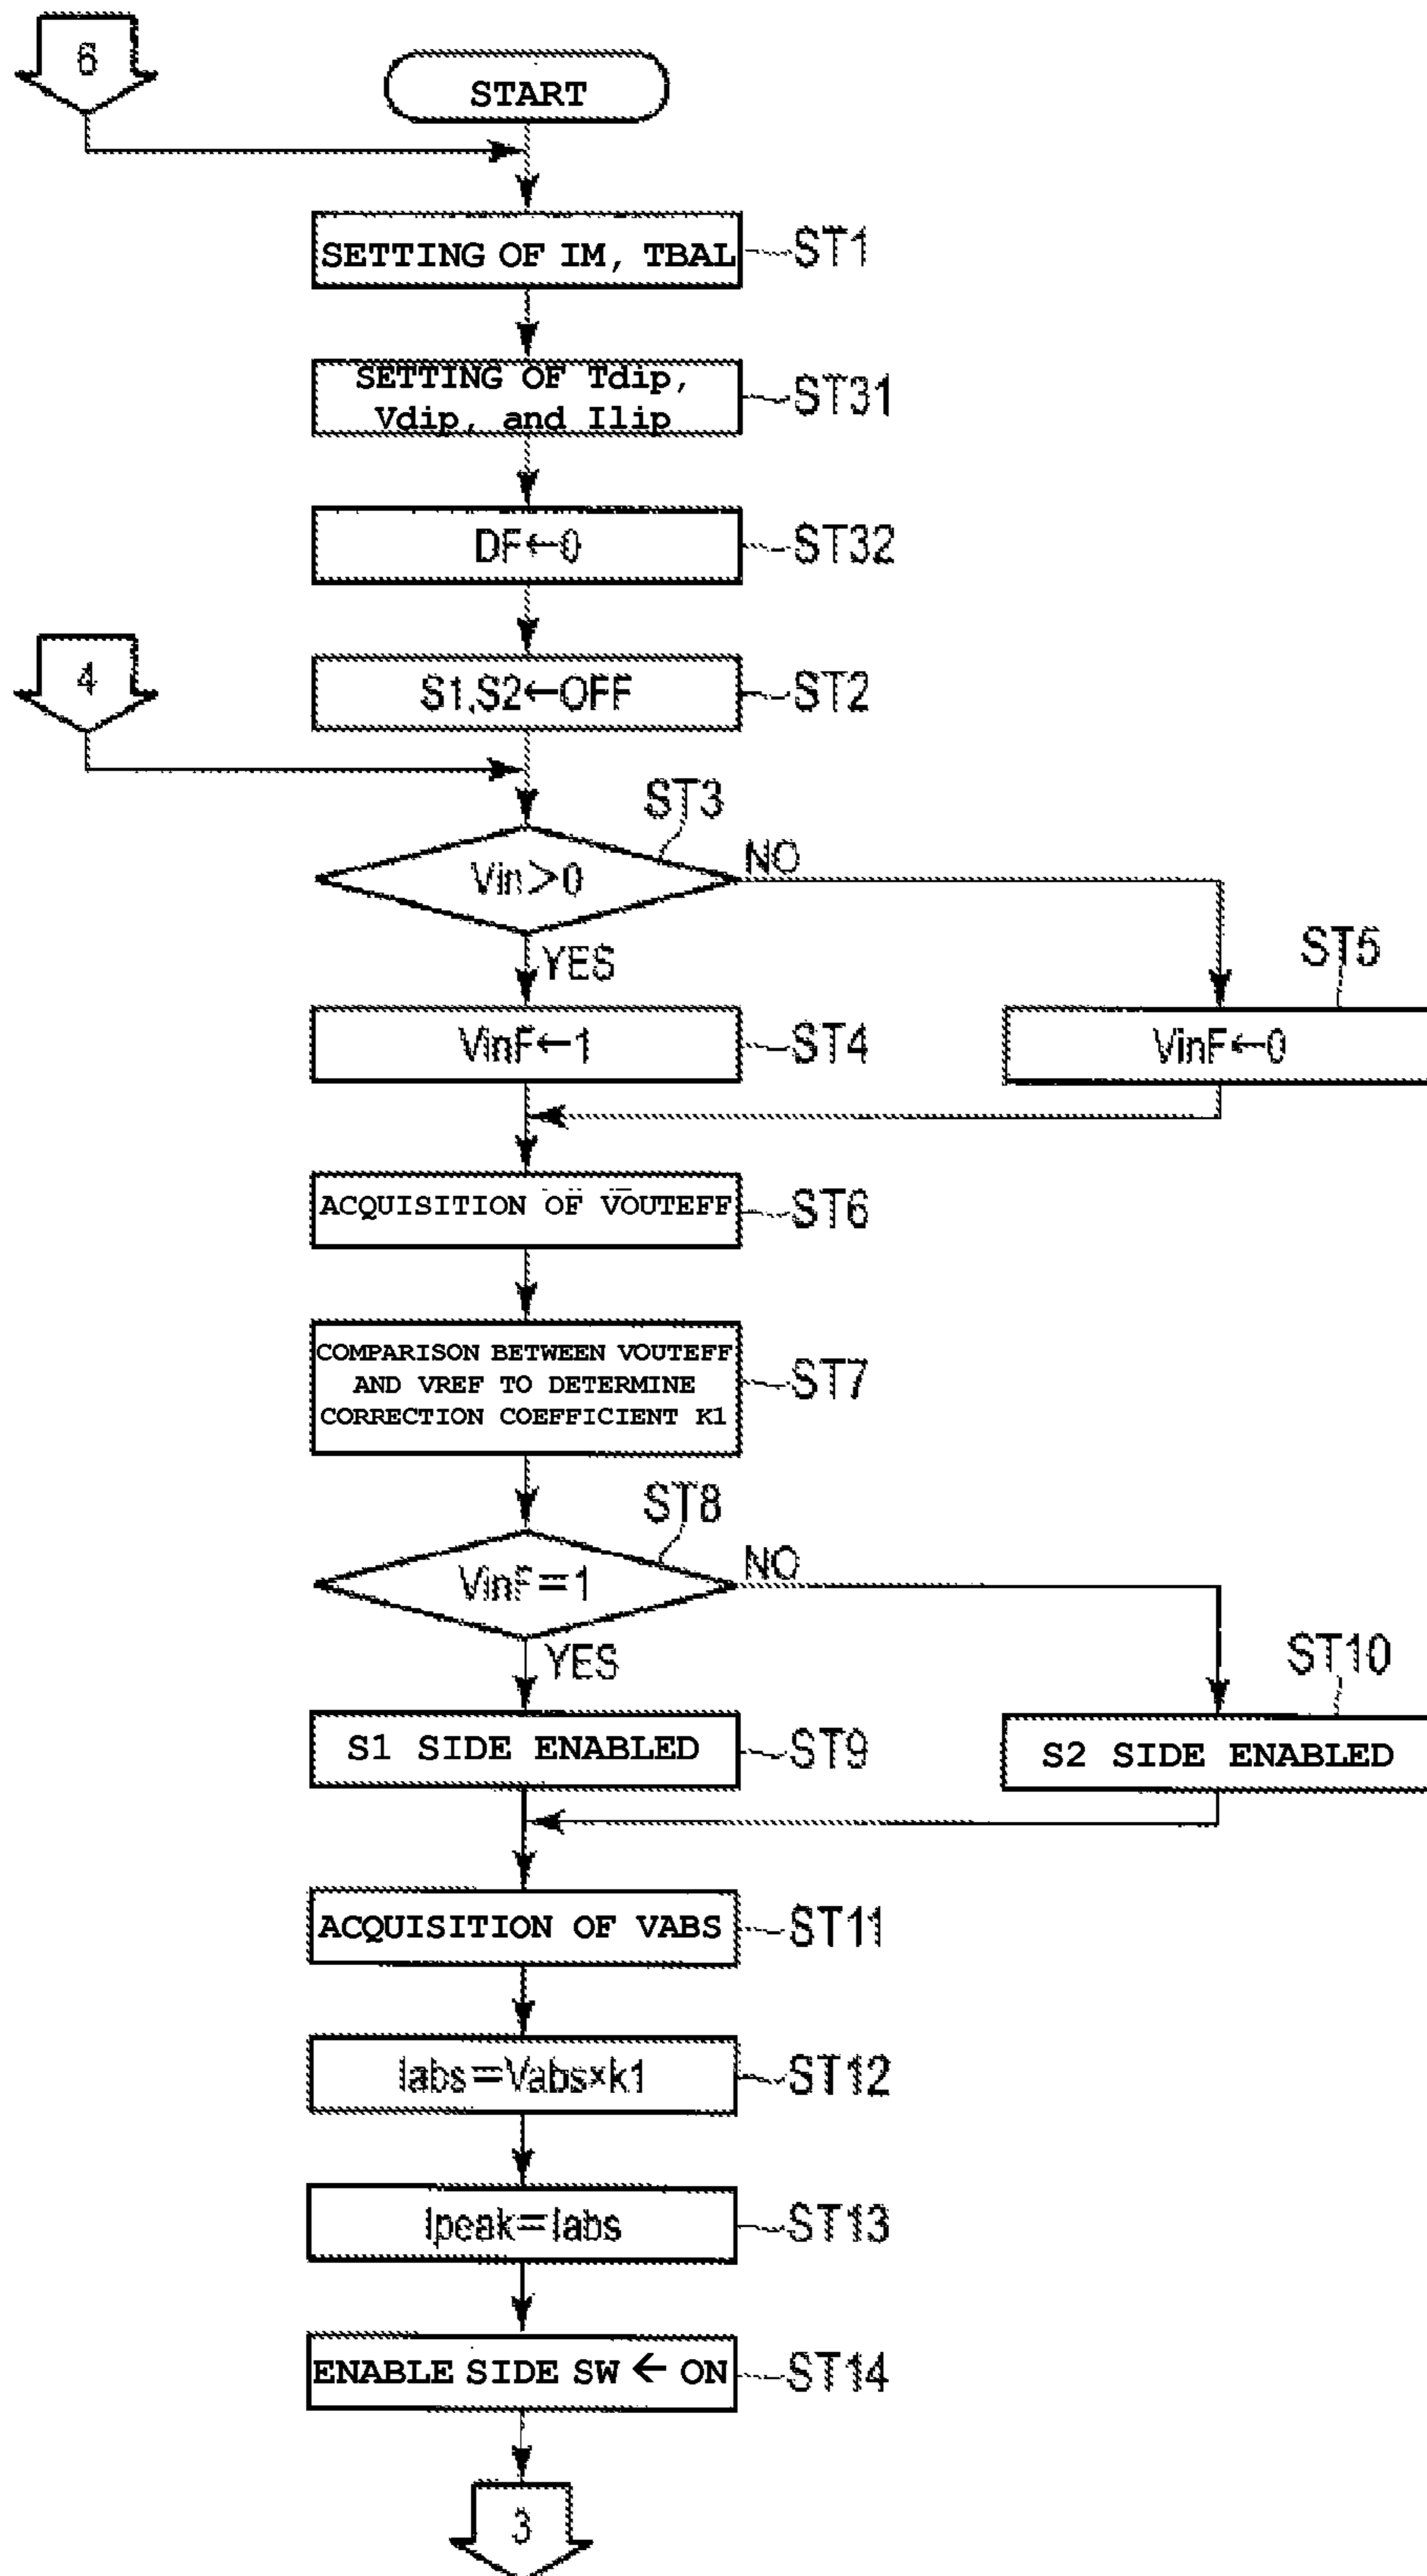 6
START
SETTING OF IM, TBAL
ST1
SETTING OF Tdip,
Vdip, and Ilip
ST31
DF←0
ST32
4
S1,S2←OFF
ST2
ST3
Vin>0
NO
YES
ST5
VinF←1
ST4
VinF←0
ACQUISITION OF VOUTEFF
ST6
COMPARISON BETWEEN VOUTEFF
AND VREF TO DETERMINE
CORRECTION COEFFICIENT K1
ST7
ST8
VinF=1
NO
YES
ST10
S1 SIDE ENABLED
ST9
S2 SIDE ENABLED
ACQUISITION OF VABS
ST11
Iabs=Vabs×k1
ST12
Ipeak=Iabs
ST13
ENABLE SIDE SW ← ON
ST14
3